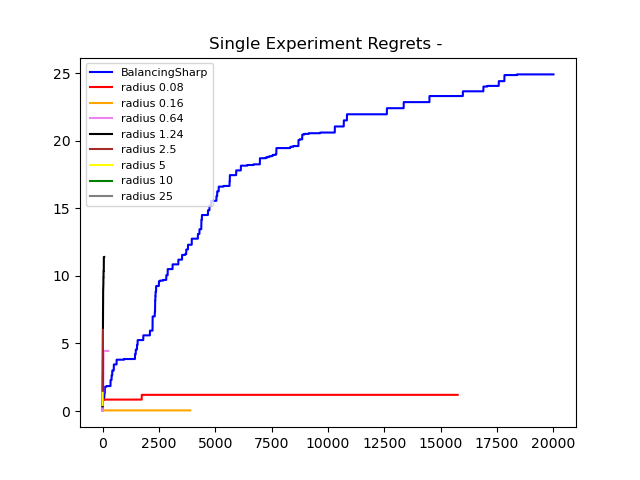 Single Experiment Regrets -
BalancingSharp
radius 0.08
radius 0.16
radius 0.64
radius 1.24
radius 2.5
radius 5
radius 10
radius 25
25
20
15
10
5
0
0 2500 5000 7500 10000 12500 15000 17500 20000